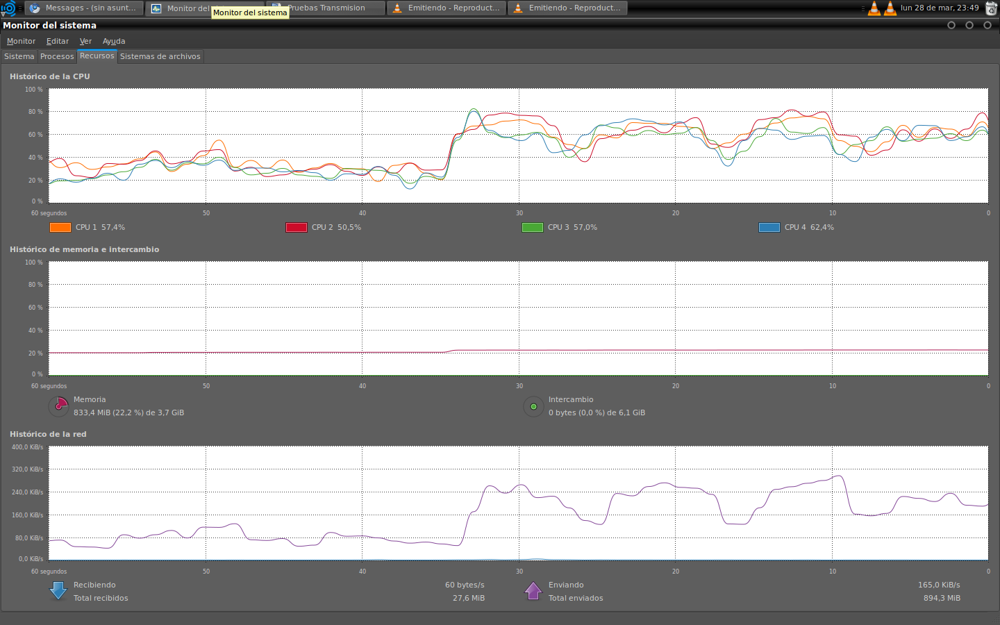 Messages - (sin asunt...
Monitor del
Pruebas Transmision
Emitiendo - Reproduct...
Emitiendo - Reproduct...
lun 28 de mar, 23:49
Monitor del sistema
Monitor del sistema
Monitor Editar Ver Ayuda
Sistema Procesos Recursos Sistemas de archivos
Histórico de la CPU
100 %
80 %
60 %
40 %
20 %
0 %
60 segundos 50 40 30 20 10 0
CPU 1 57,4% CPU 2 50,5% CPU 3 57,0% CPU 4 62,4%
Histórico de memoria e intercambio
100 %
80 %
60 %
40 %
20 %
0 %
60 segundos 50 40 30 20 10 0
Memoria
833,4 MiB (22,2 %) de 3,7 GiB
Intercambio
0 bytes (0,0 %) de 6,1 GiB
Histórico de la red
400,0 KiB/s
320,0 KiB/s
240,0 KiB/s
160,0 KiB/s
80,0 KiB/s
0,0 KiB/s
60 segundos 50 40 30 20 10 0
Recibiendo 60 bytes/s
Total recibidos 27,6 MiB
Enviando 165,0 KiB/s
Total enviados 894,3 MiB